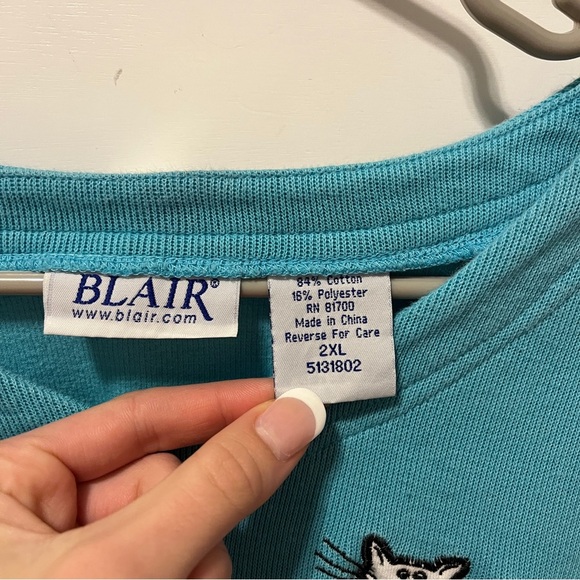 BLAIR®
www.blair.com
84% Cotton
16% Polyester
RN 81700
Made in China
Reverse For Care
2XL
5131802